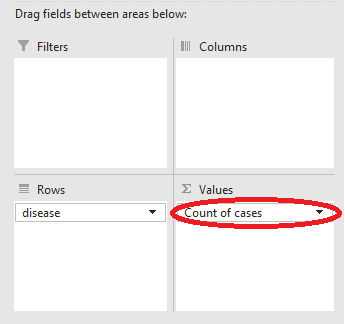 Drag fields between areas below:
Filters
Columns
Rows
Values
disease
Count of cases